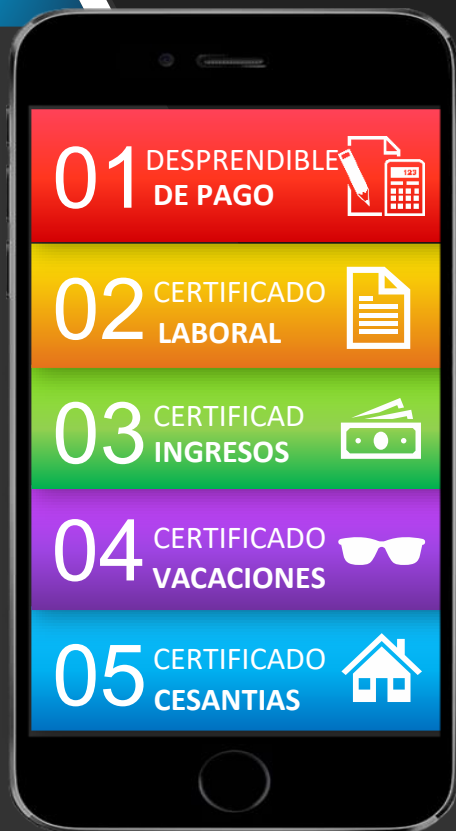 01 DESPRENDIBLE
DE PAGO
123
02 CERTIFICADO
LABORAL
03 CERTIFICAD
INGRESOS
04 CERTIFICADO
VACACIONES
05 CERTIFICADO
CESANTIAS